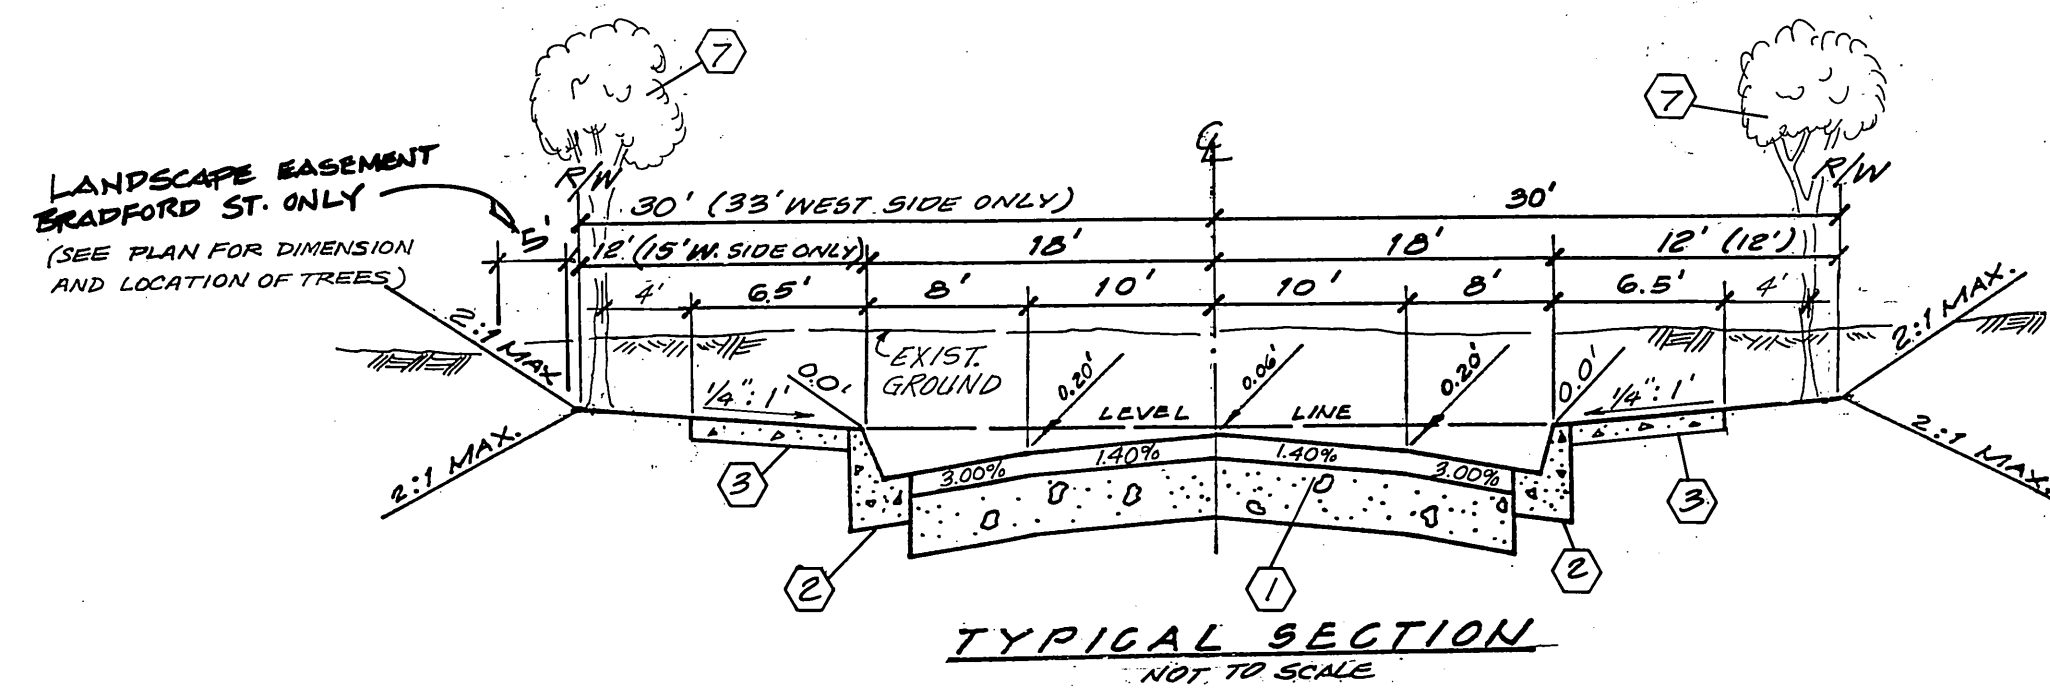 7
7
℄
LANDSCAPE EASEMENT
BRADFORD ST. ONLY
(SEE PLAN FOR DIMENSION
AND LOCATION OF TREES)
R/W
R/W
30' (33' WEST SIDE ONLY)
30'
5'
12' (15' W. SIDE ONLY)
18'
18'
12' (12')
4'
6.5'
8'
10'
10'
8'
6.5'
4'
2:1 MAX
EXIST.
GROUND
2:1 MAX.
1/4":1'
0.0'
0.20'
0.06'
0.20'
0.0'
1/4":1'
LEVEL LINE
2:1 MAX.
3.00%
1.40%
1.40%
3.00%
2:1 MAX.
3
3
2
1
2
TYPICAL SECTION
NOT TO SCALE